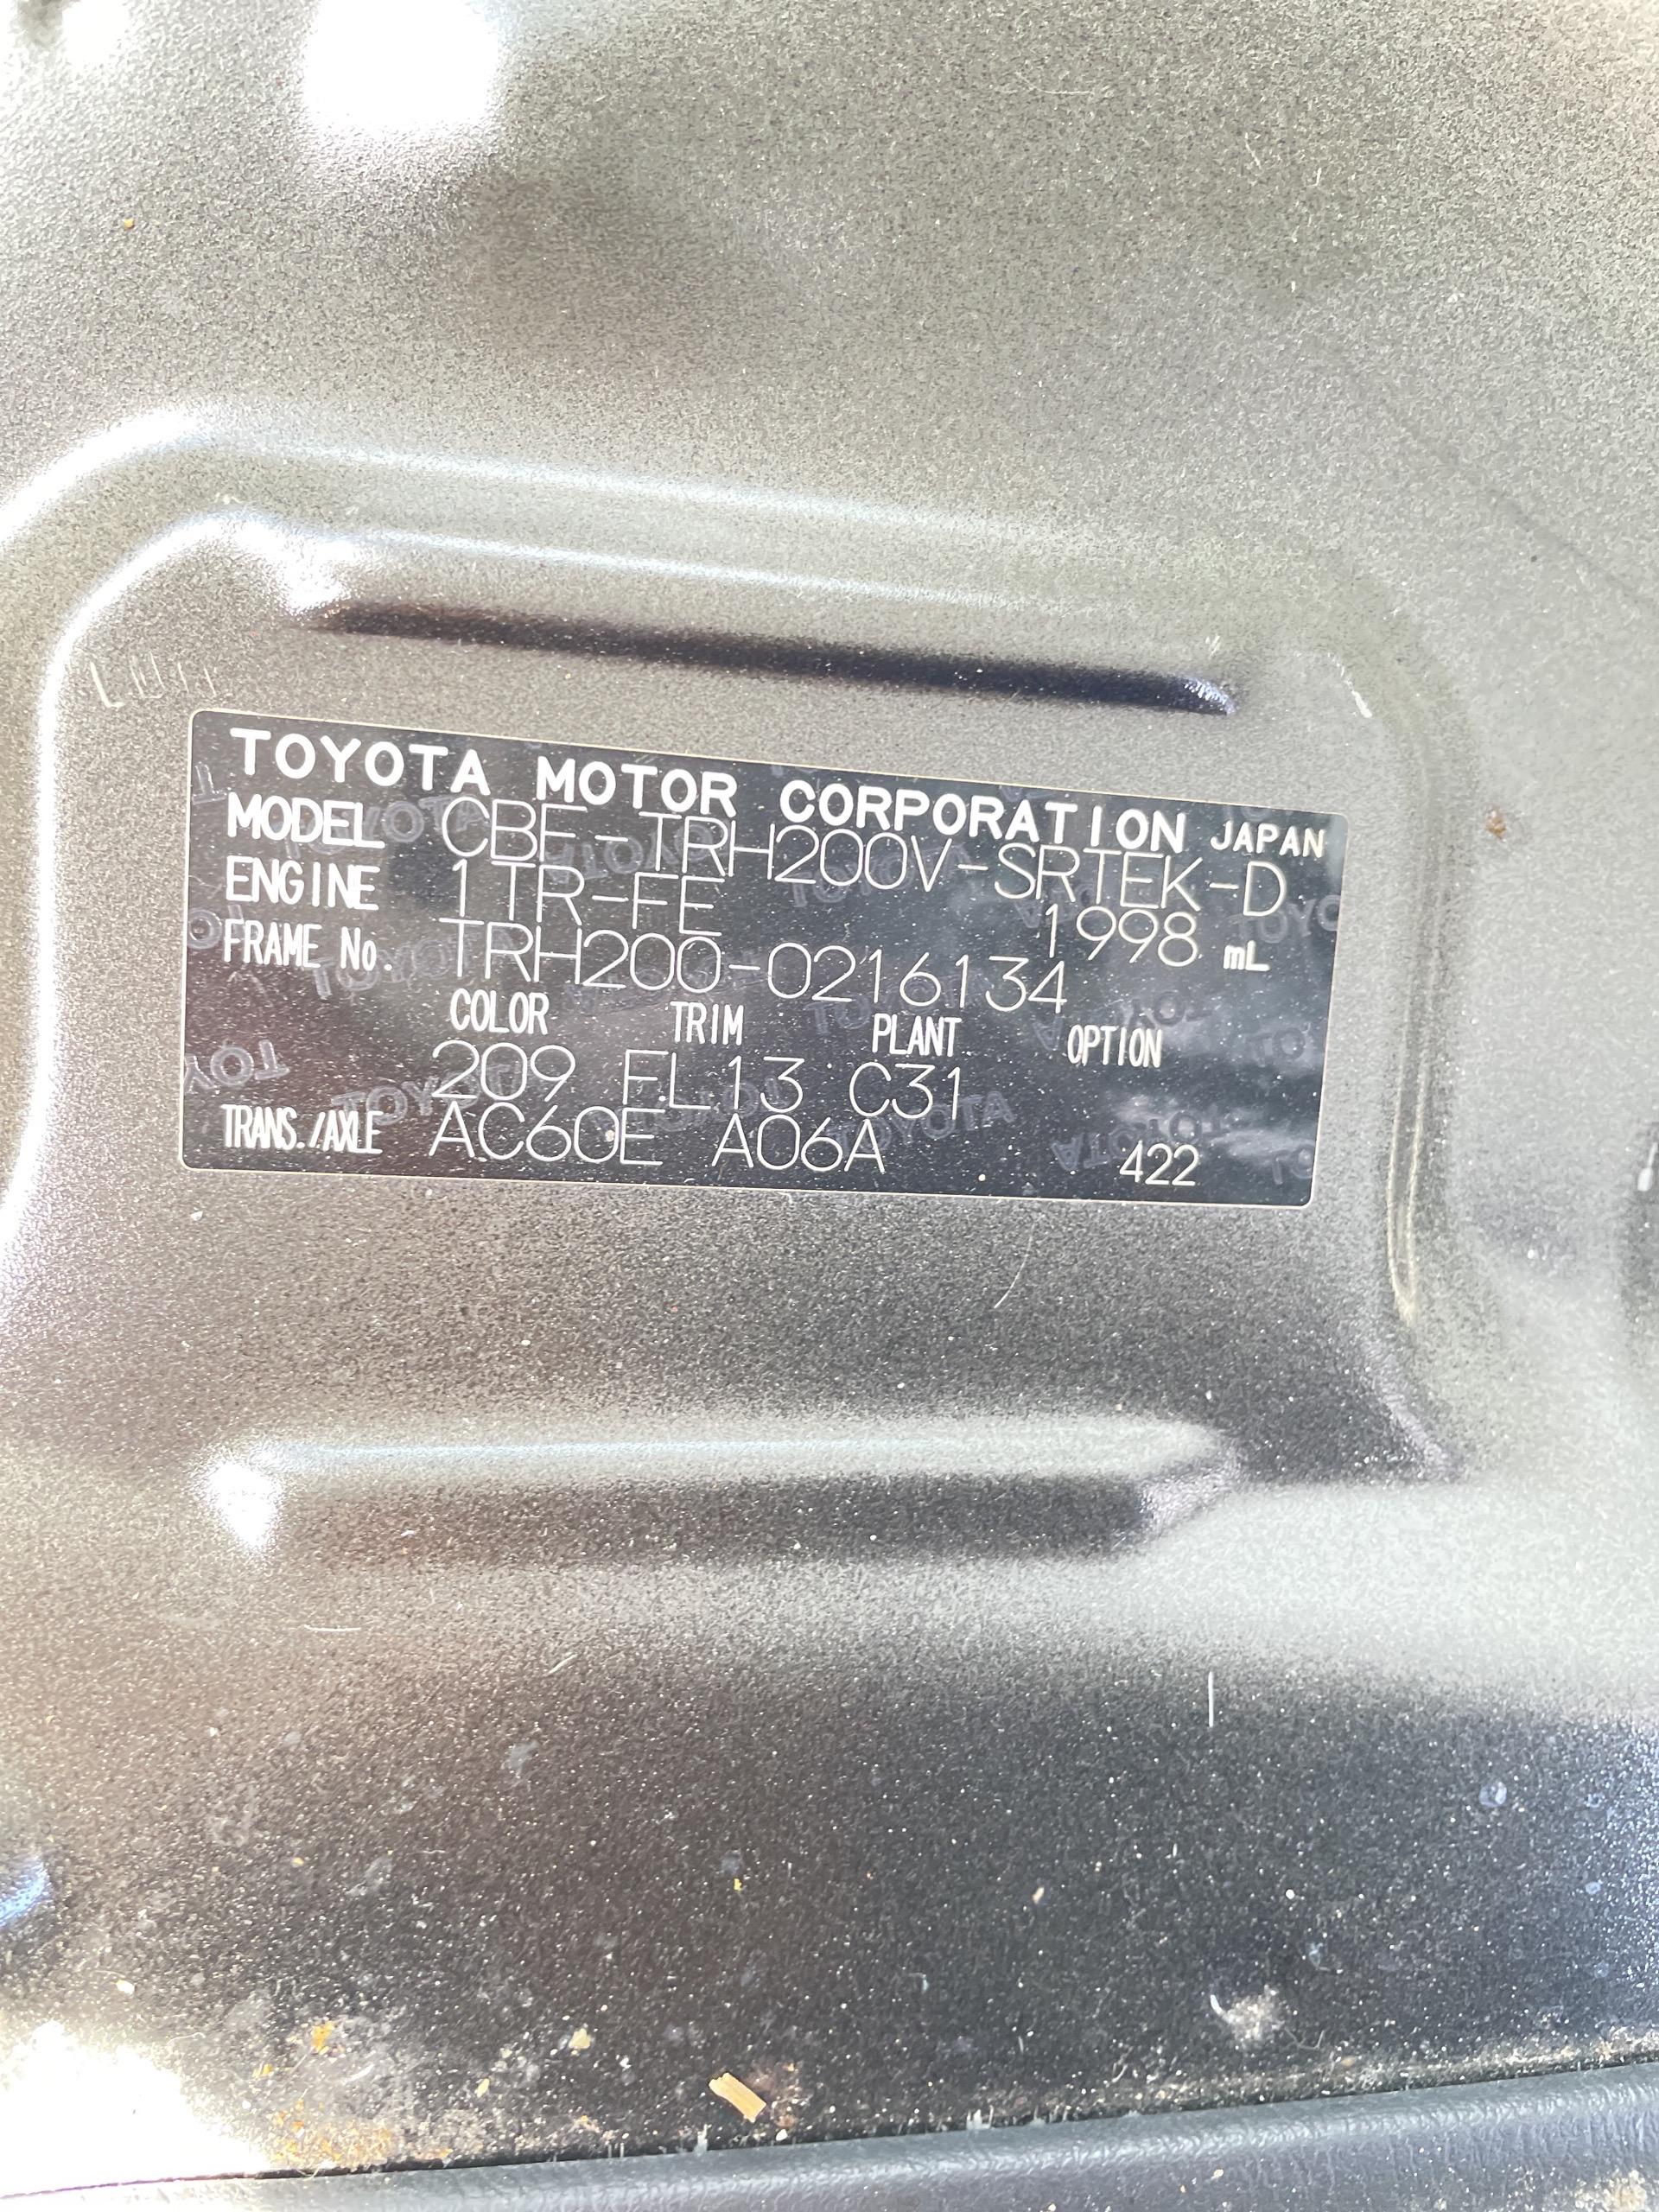 TOYOTA MOTOR CORPORATION JAPAN
MODEL CBF-TRH200V-SRTEK-D
ENGINE 1TR-FE 1998 mL
FRAME No. TRH200-0216134
COLOR TRIM PLANT OPTION
209 FL13 C31
TRANS./AXLE AC60E A06A 422